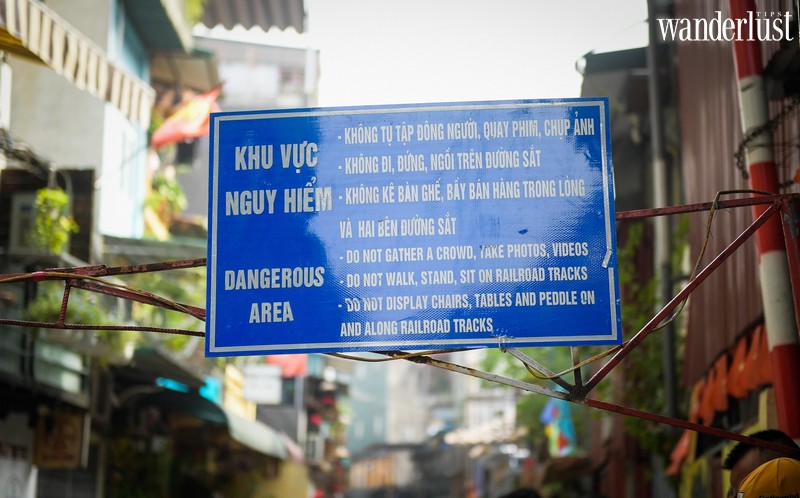 wanderlust
TIPS
KHU VỰC
NGUY HIỂM
- KHÔNG TỤ TẬP ĐÔNG NGƯỜI, QUAY PHIM, CHỤP ẢNH
- KHÔNG ĐI, ĐỨNG, NGỒI TRÊN ĐƯỜNG SẮT
- KHÔNG KÊ BÀN GHẾ, BẦY BÁN HÀNG TRONG LÒNG
VÀ HAI BÊN ĐƯỜNG SẮT
DANGEROUS
AREA
- DO NOT GATHER A CROWD, TAKE PHOTOS, VIDEOS
- DO NOT WALK, STAND, SIT ON RAILROAD TRACKS
- DO NOT DISPLAY CHAIRS, TABLES AND PEDDLE ON
AND ALONG RAILROAD TRACKS